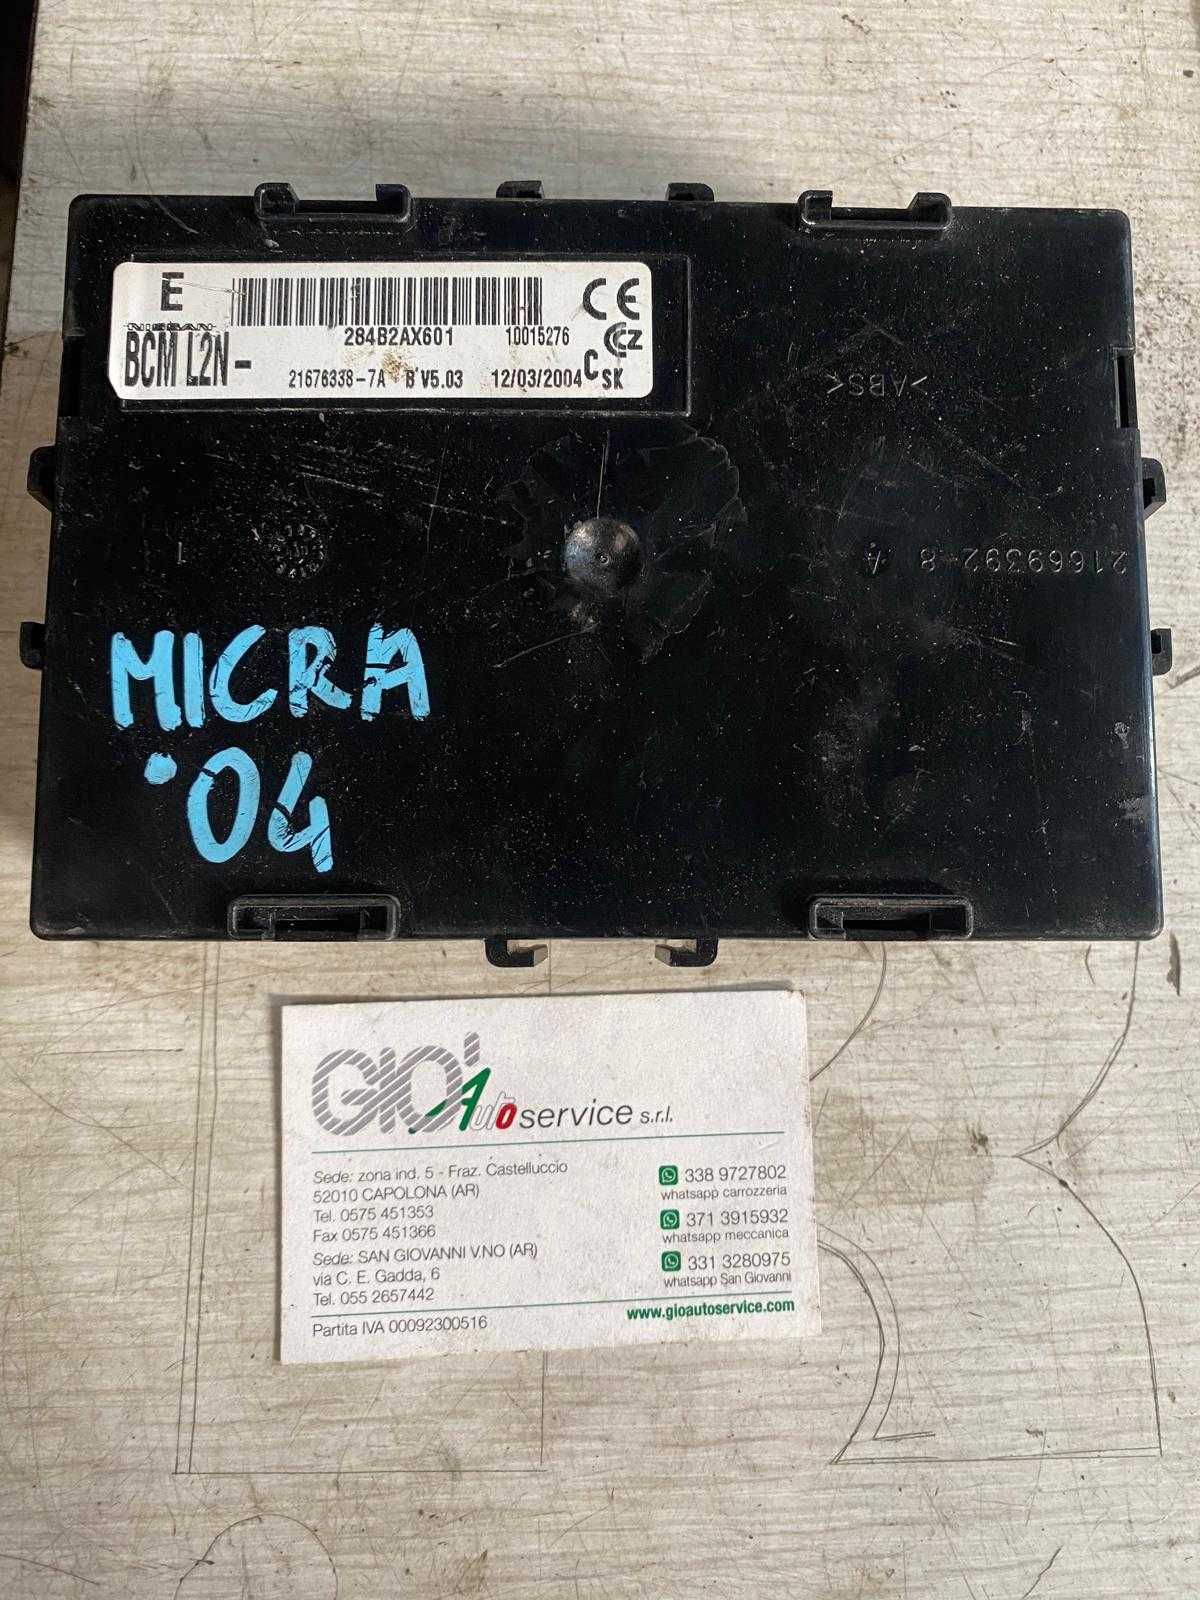 E
NISSAN
BCM L2N-
284B2AX601
10015276
21676338-7A B V5.03 12/03/2004
C
SK
CE
>ABS<
21669392-8 A
1
MICRA
'04
GIO' Autoservice s.r.l.
Sede: zona ind. 5 - Fraz. Castelluccio
52010 CAPOLONA (AR)
Tel. 0575 451353
Fax 0575 451366
Sede: SAN GIOVANNI V.NO (AR)
via C. E. Gadda, 6
Tel. 055 2657442
Partita IVA 00092300516
338 9727802
whatsapp carrozzeria
371 3915932
whatsapp meccanica
331 3280975
whatsapp San Giovanni
www.gioautoservice.com